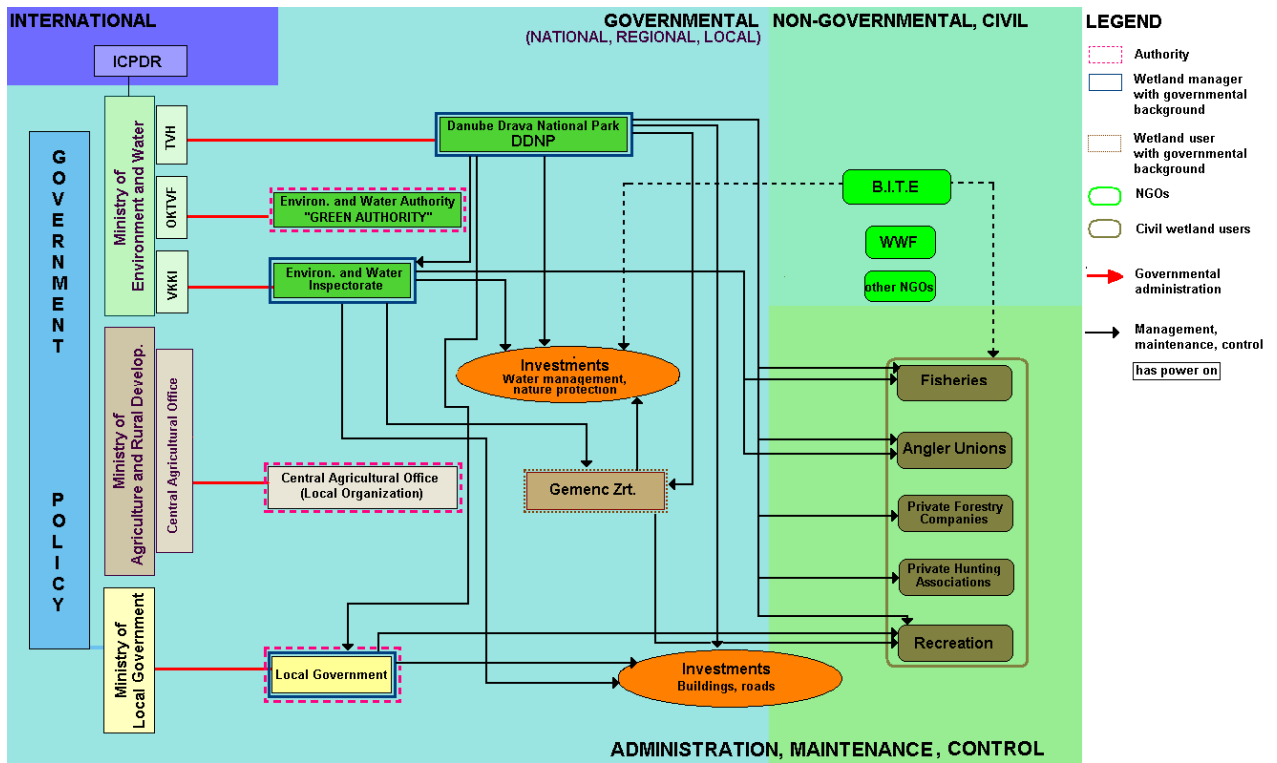 INTERNATIONAL
GOVERNMENTAL
(NATIONAL, REGIONAL, LOCAL)
NON-GOVERNMENTAL, CIVIL
LEGEND
ICPDR
Authority
Wetland manager
with governmental
background
Wetland user
with governmental
background
NGOs
Civil wetland users
Governmental
administration
Management,
maintenance, control
has power on
GOVERNMENT
POLICY
Ministry of
Environment and Water
TVH
OKTVF
VKKI
Danube Drava National Park
DDNP
Environ. and Water Authority
"GREEN AUTHORITY"
Environ. and Water
Inspectorate
B.I.T.E
WWF
other NGOs
Investments
Water management,
nature protection
Ministry of
Agriculture and Rural Develop.
Central Agricultural Office
Central Agricultural Office
(Local Organization)
Gemenc Zrt.
Fisheries
Angler Unions
Private Forestry
Companies
Private Hunting
Associations
Recreation
Ministry of
Local Government
Local Government
Investments
Buildings, roads
ADMINISTRATION, MAINTENANCE, CONTROL